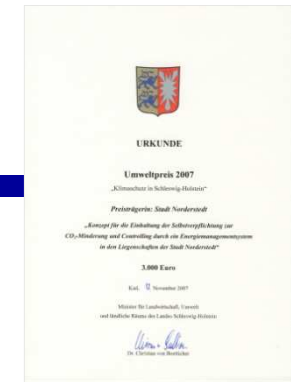 URKUNDE
Umweltpreis 2007
„Klimaschutz in Schleswig-Holstein“
Preisträgerin: Stadt Norderstedt
„Konzept für die Einhaltung der Selbstverpflichtung zur
CO₂-Minderung und Controlling durch ein Energiemanagementsystem
in den Liegenschaften der Stadt Norderstedt“
3.000 Euro
Kiel, 12 November 2007
Minister für Landwirtschaft, Umwelt
und ländliche Räume des Landes Schleswig-Holstein
Dr. Christian von Boetticher